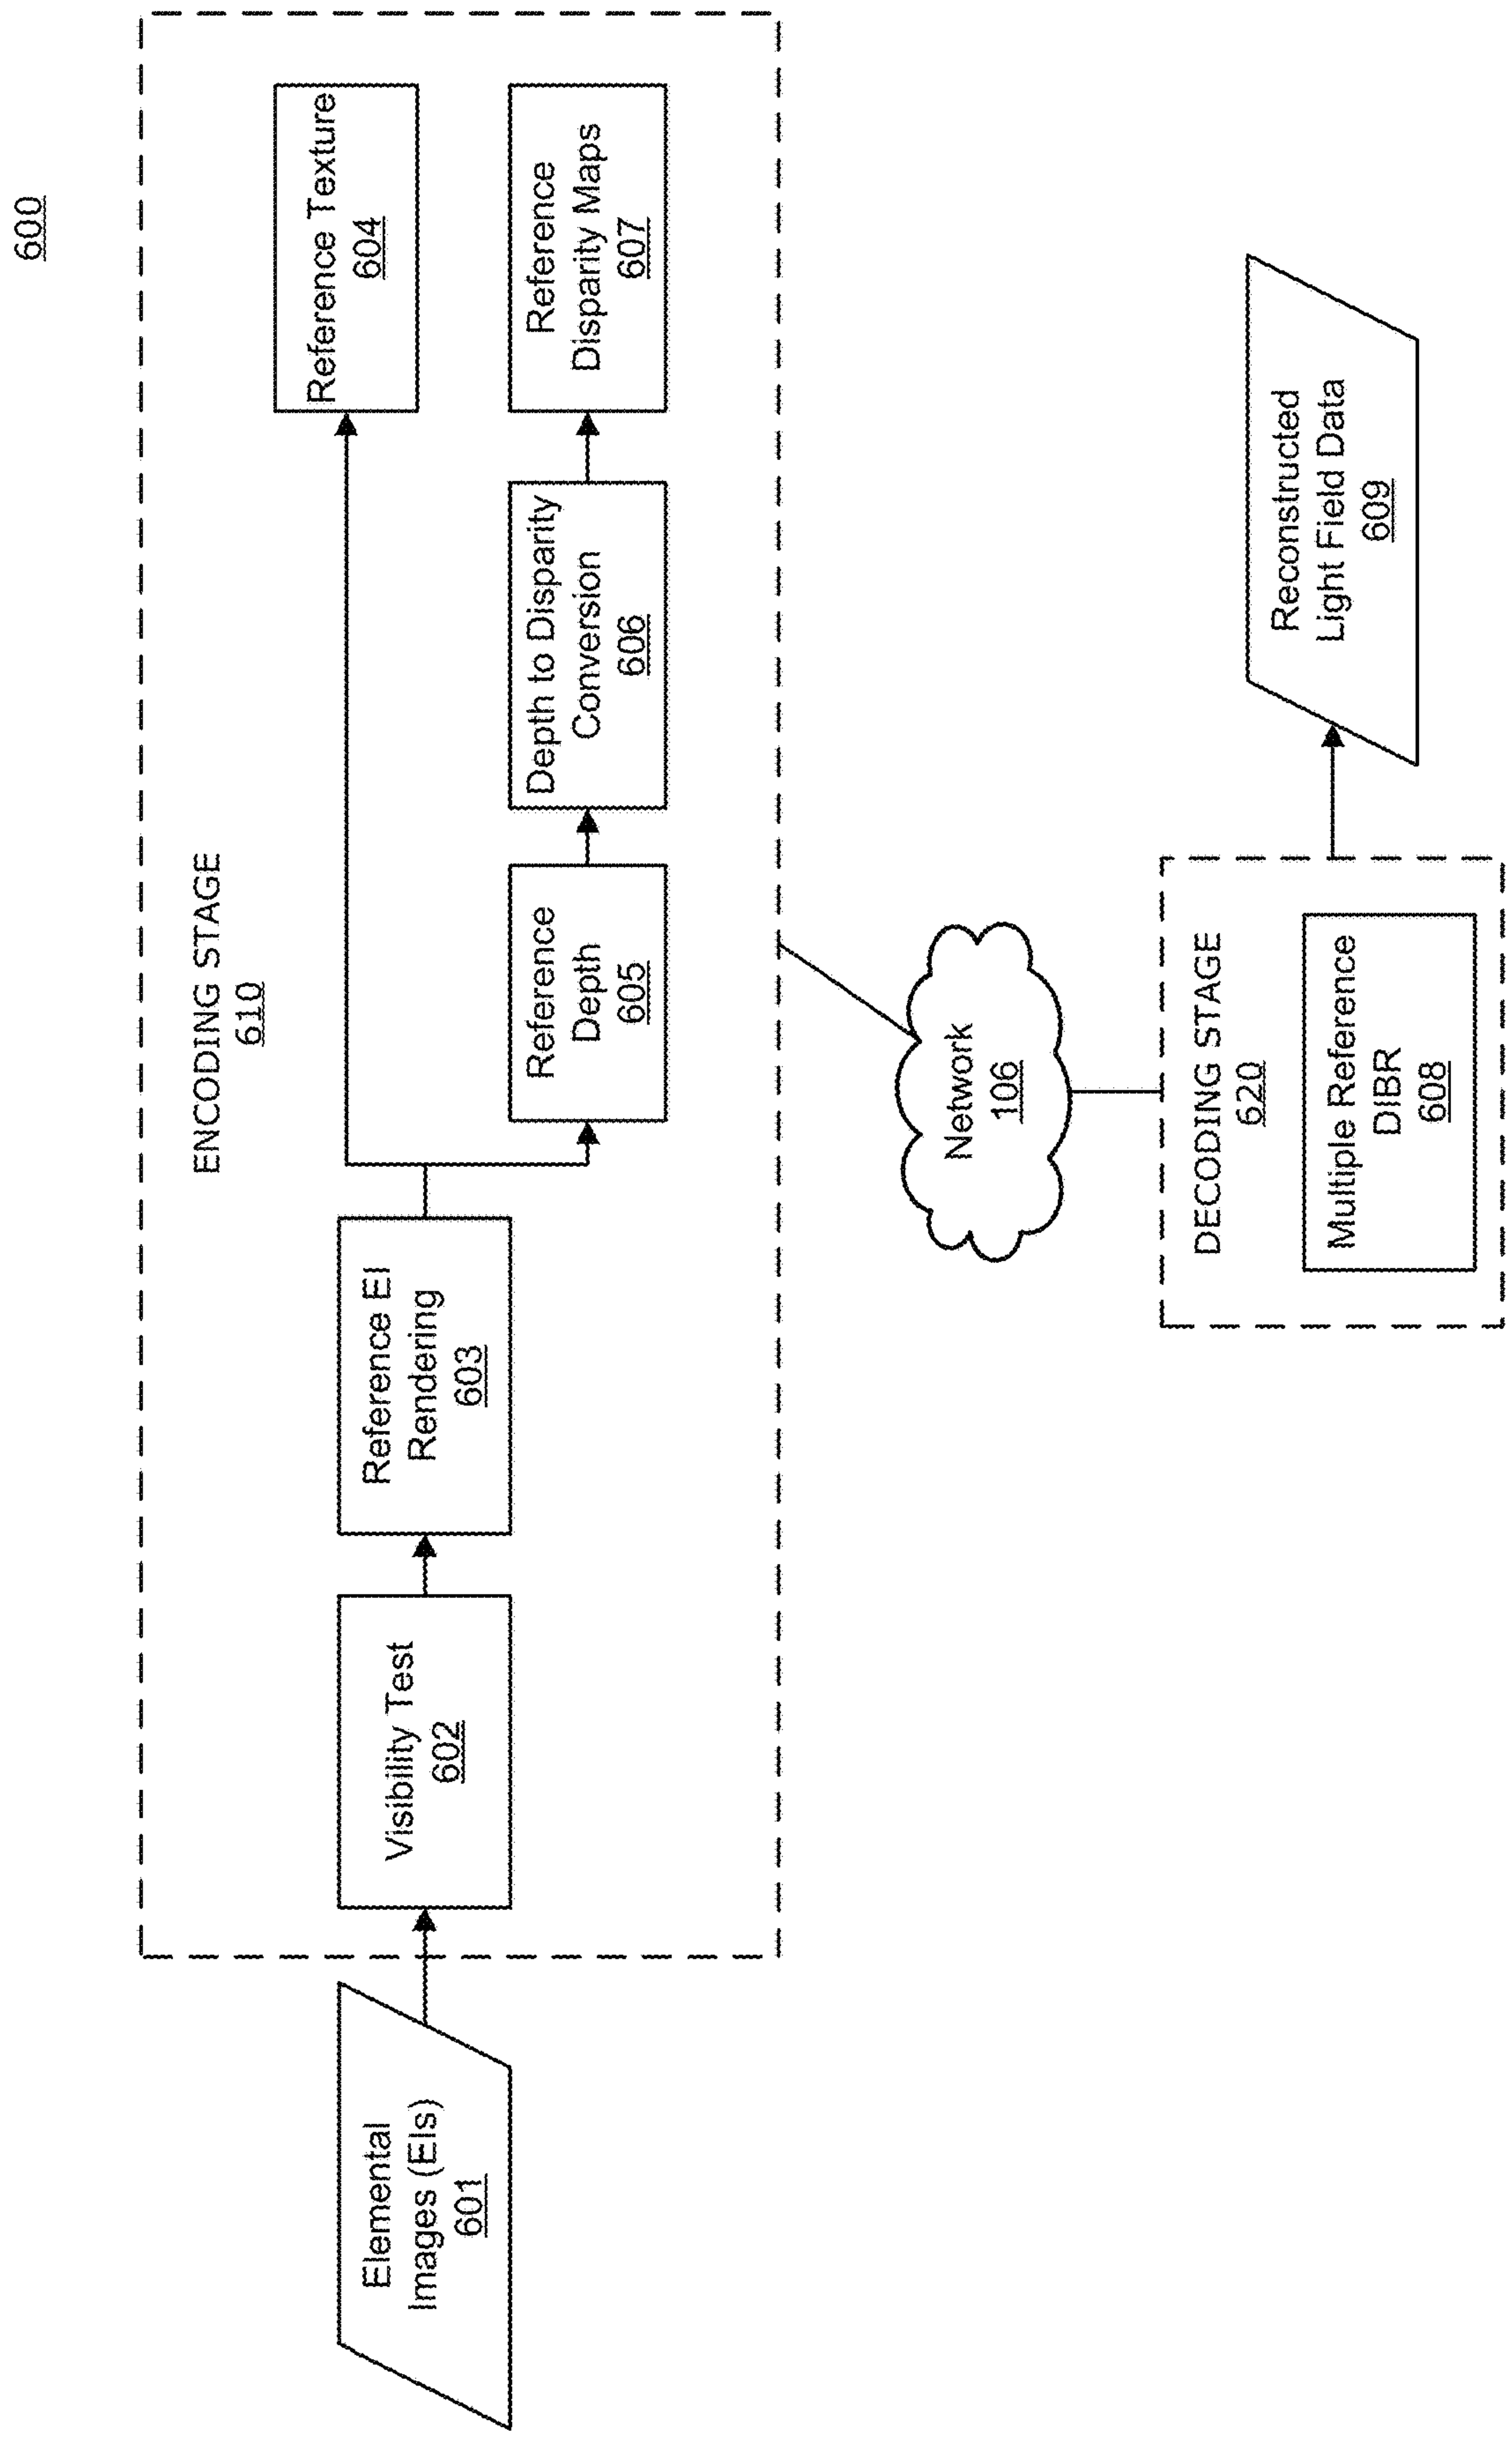 600
ENCODING STAGE
610
Elemental
Images (EIs)
601
Visibility Test
602
Reference EI
Rendering
603
Reference Texture
604
Reference
Depth
605
Depth to Disparity
Conversion
606
Reference
Disparity Maps
607
Network
106
DECODING STAGE
620
Multiple Reference
DIBR
608
Reconstructed
Light Field Data
609